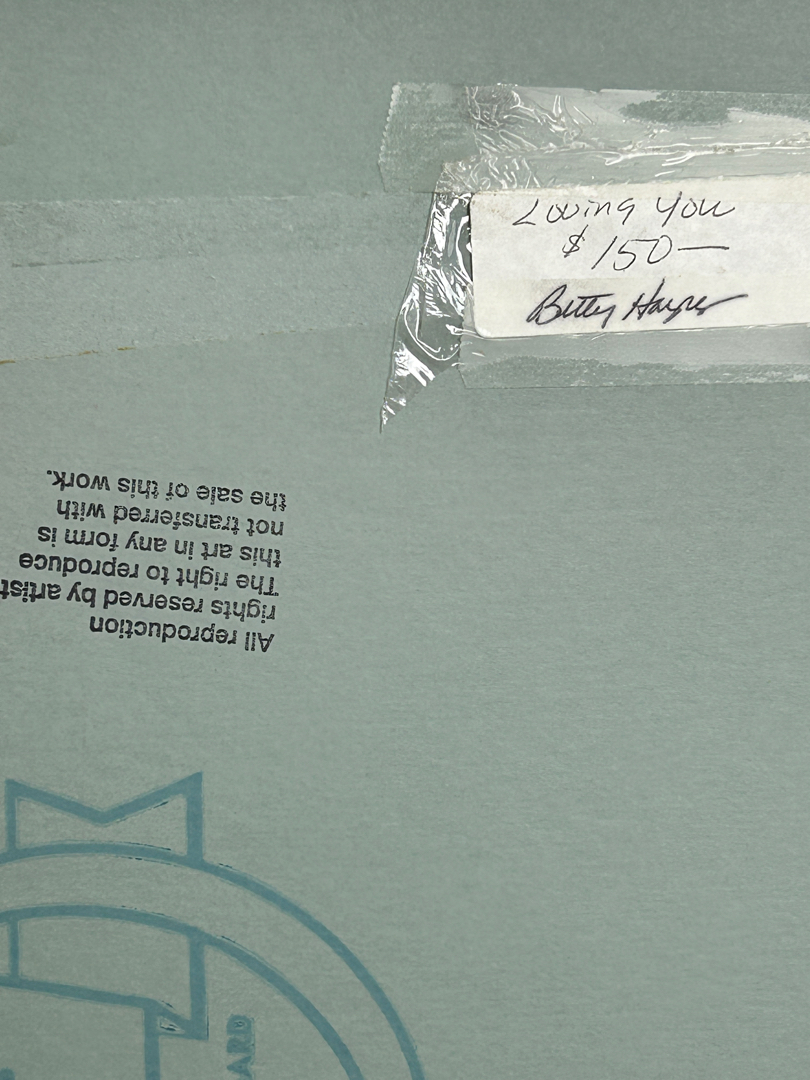 Loving You
$150—
Betty Hayes
All reproduction
rights reserved by artist
The right to reproduce
this art in any form is
not transferred with
the sale of this work.
ARD